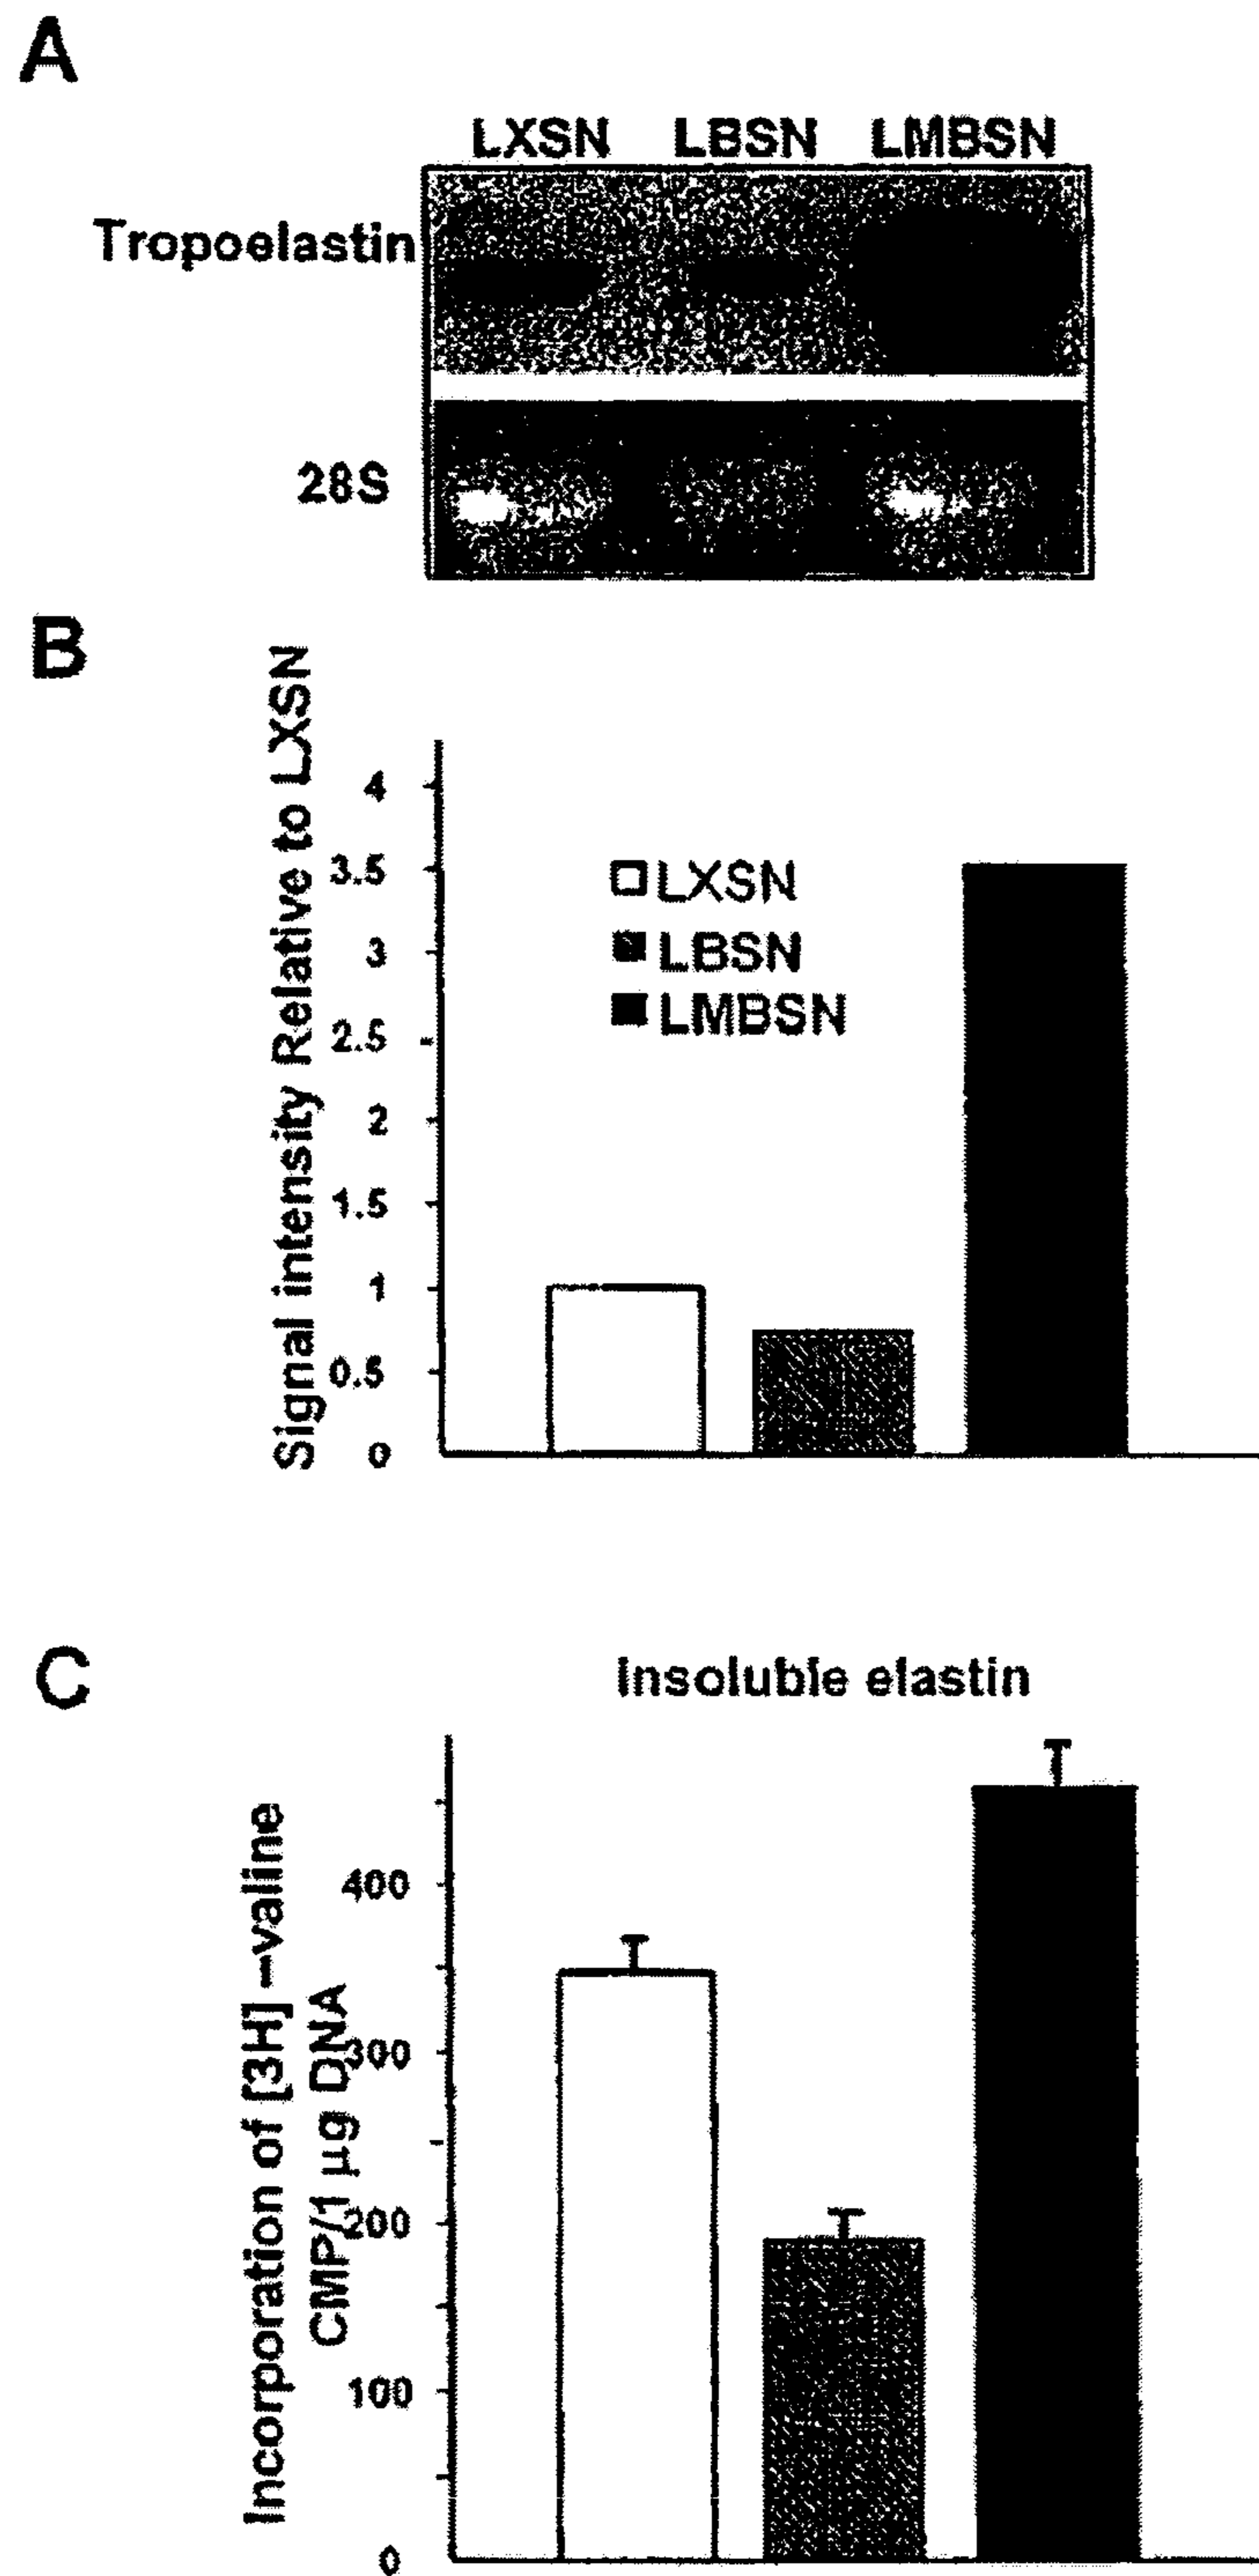 A
LXSN LBSN LMBSN
Tropoelastin
28S
B
Signal intensity Relative to LXSN
4
3.5
3
2.5
2
1.5
1
0.5
0
LXSN
LBSN
LMBSN
C
Insoluble elastin
Incorporation of [3H] –valine
CMP/1 µg DNA
400
300
200
100
0